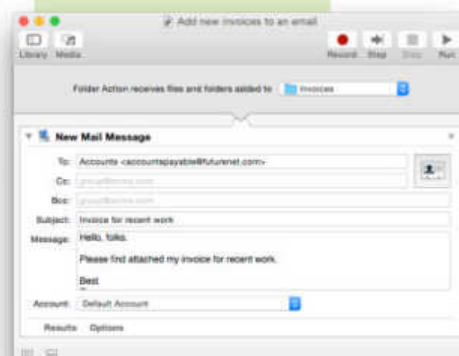 Add new invoices to an email
Library Media Record Step Stop Run
Folder Action receives files and folders added to Invoices
New Mail Message
To: Accounts <accountspayable@futurenet.com>
Cc:
Bcc:
Subject: Invoice for recent work
Message: Hello, folks.
Please find attached my invoice for recent work.
Best
Account: Default Account
Results Options